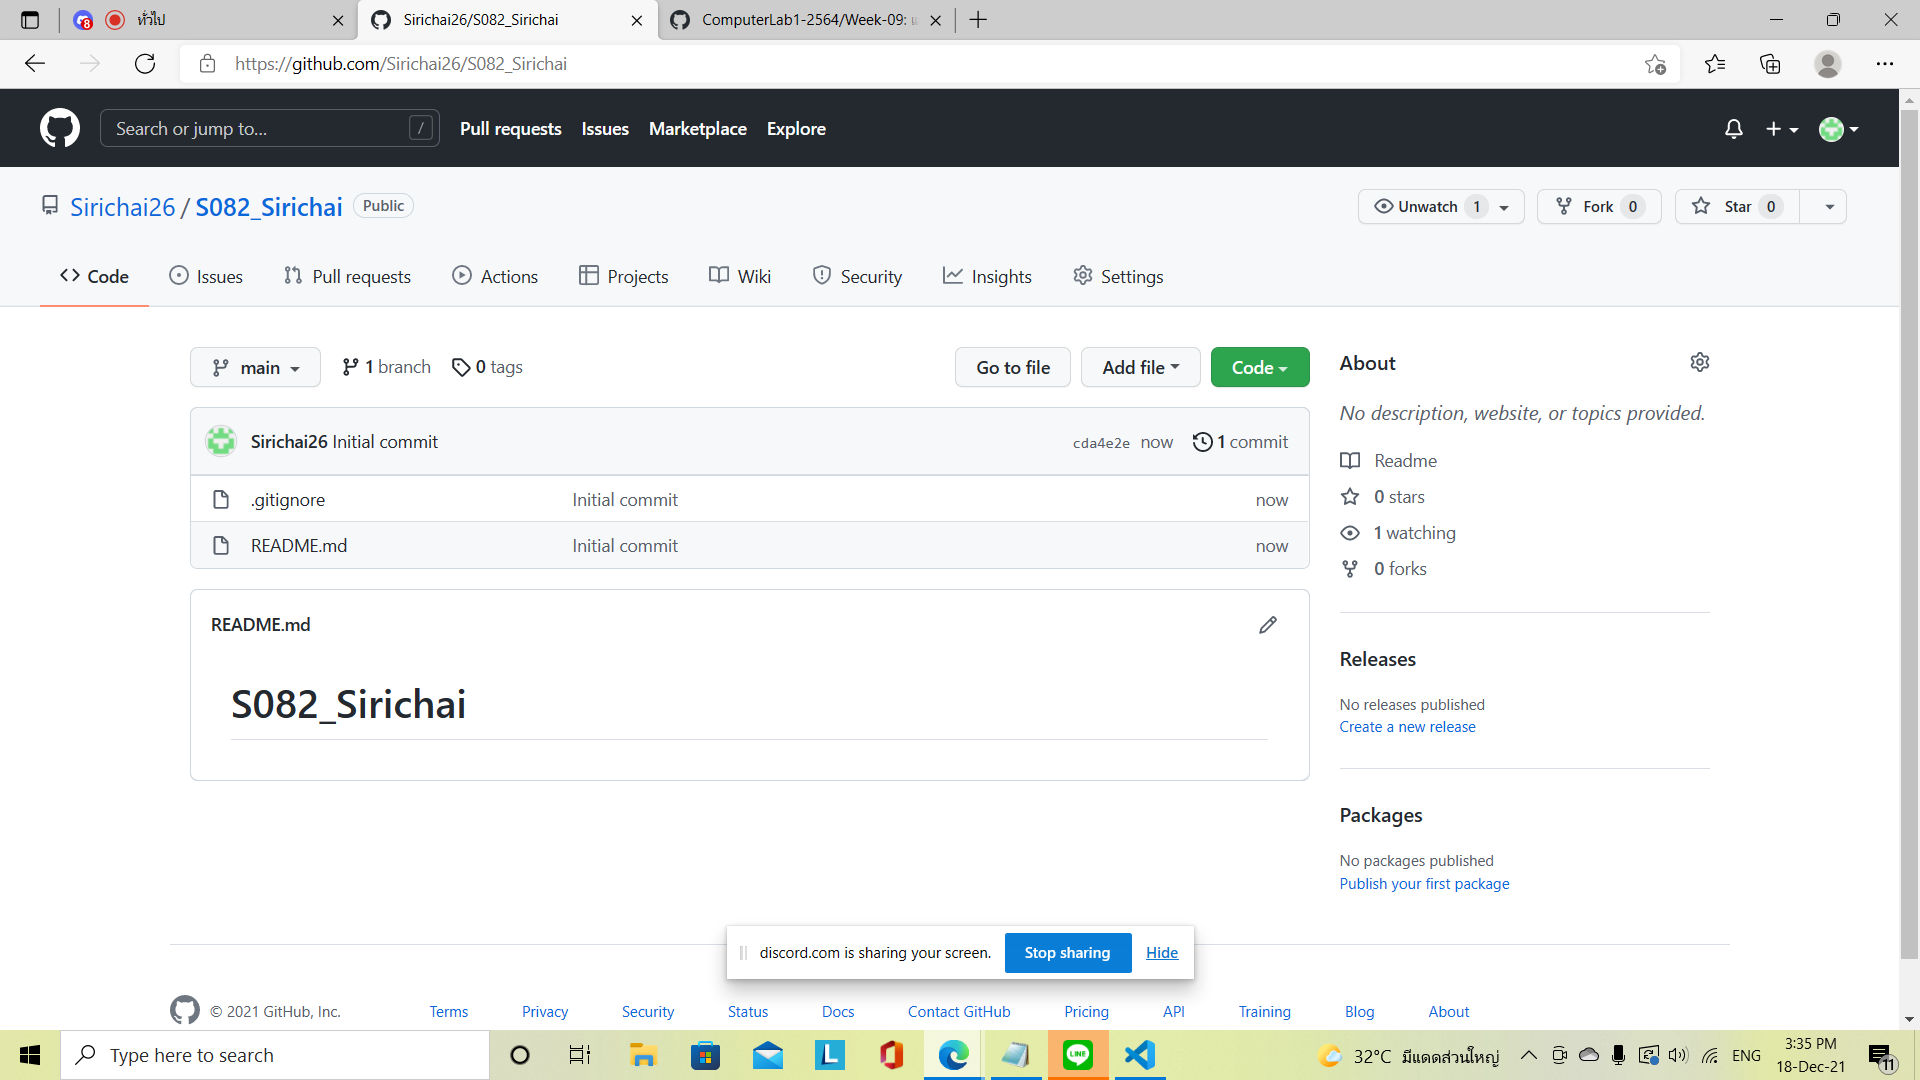 8
ทั่วไป
Sirichai26/S082_Sirichai
ComputerLab1-2564/Week-09:
https://github.com/Sirichai26/S082_Sirichai
Search or jump to...
/
Pull requests
Issues
Marketplace
Explore
Sirichai26 / S082_Sirichai
Public
Unwatch 1
Fork 0
Star 0
Code
Issues
Pull requests
Actions
Projects
Wiki
Security
Insights
Settings
main
1 branch
0 tags
Go to file
Add file
Code
Sirichai26 Initial commit
cda4e2e now
1 commit
.gitignore Initial commit now
README.md Initial commit now
README.md
S082_Sirichai
About
No description, website, or topics provided.
Readme
0 stars
1 watching
0 forks
Releases
No releases published
Create a new release
Packages
No packages published
Publish your first package
discord.com is sharing your screen.
Stop sharing
Hide
© 2021 GitHub, Inc.
Terms
Privacy
Security
Status
Docs
Contact GitHub
Pricing
API
Training
Blog
About
Type here to search
L
LINE
32°C มีแดดส่วนใหญ่
ENG
3:35 PM
18-Dec-21
11